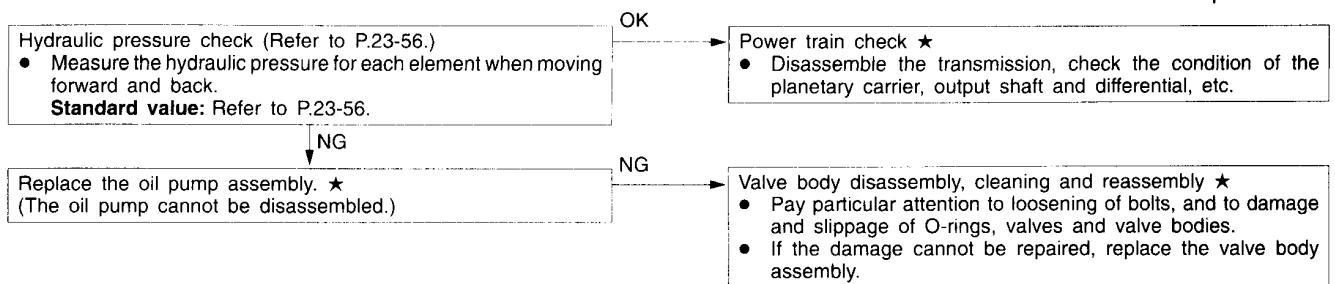 OK
Hydraulic pressure check (Refer to P.23-56.)
● Measure the hydraulic pressure for each element when moving
forward and back.
Standard value: Refer to P.23-56.
Power train check ★
● Disassemble the transmission, check the condition of the
planetary carrier, output shaft and differential, etc.
NG
Replace the oil pump assembly. ★
(The oil pump cannot be disassembled.)
NG
Valve body disassembly, cleaning and reassembly ★
● Pay particular attention to loosening of bolts, and to damage
and slippage of O-rings, valves and valve bodies.
● If the damage cannot be repaired, replace the valve body
assembly.